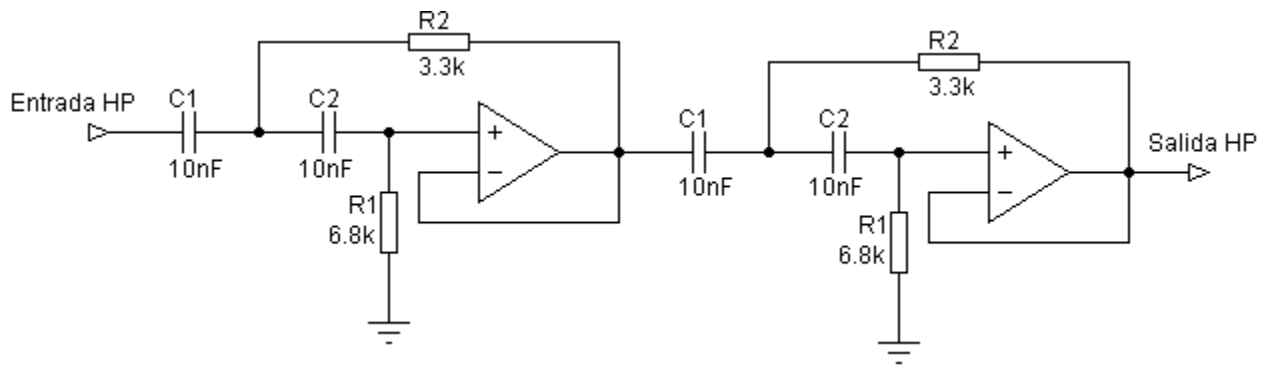 R2
3.3k
Entrada HP
C1
10nF
C2
10nF
+
−
R1
6.8k
R2
3.3k
C1
10nF
C2
10nF
+
−
R1
6.8k
Salida HP